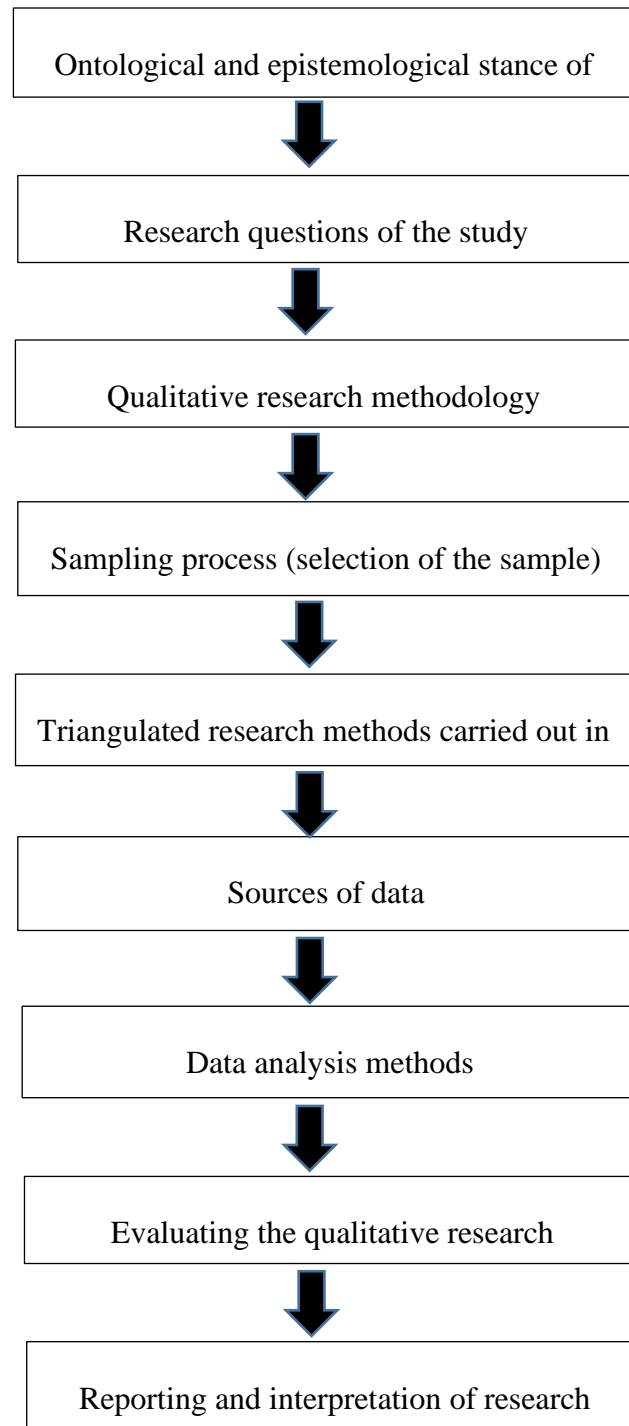 Ontological and epistemological stance of
Research questions of the study
Qualitative research methodology
Sampling process (selection of the sample)
Triangulated research methods carried out in
Sources of data
Data analysis methods
Evaluating the qualitative research
Reporting and interpretation of research